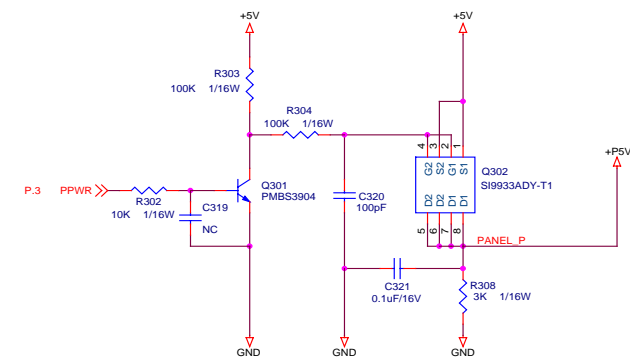 +5V
+5V
R303
100K 1/16W
R304
100K 1/16W
4 3 2 1
G2 S2 G1 S1
Q302
SI9933ADY-T1
D2 D2 D1 D1
5 6 7 8
+P5V
P.3 PPWR
R302
10K 1/16W
Q301
PMBS3904
C319
NC
C320
100pF
PANEL_P
C321
0.1uF/16V
R308
3K 1/16W
GND
GND
GND